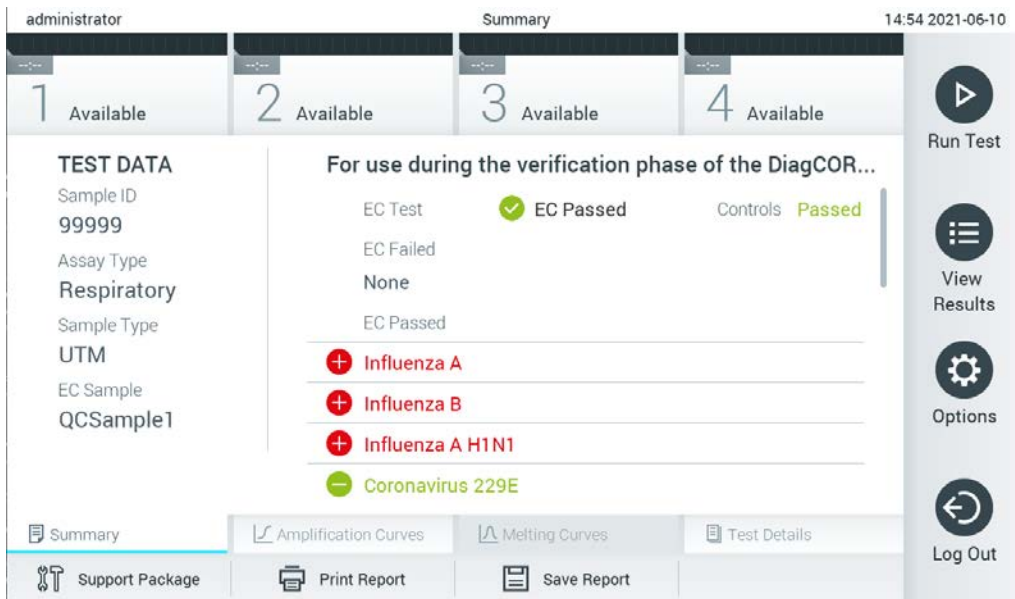 administrator
Summary
14:54 2021-06-10
--:--
1 Available
--:--
2 Available
--:--
3 Available
--:--
4 Available
TEST DATA
Sample ID
99999
Assay Type
Respiratory
Sample Type
UTM
EC Sample
QCSample1
For use during the verification phase of the DiagCOR...
EC Test EC Passed Controls Passed
EC Failed
None
EC Passed
Influenza A
Influenza B
Influenza A H1N1
Coronavirus 229E
Run Test
View
Results
Options
Log Out
Summary
Amplification Curves
Melting Curves
Test Details
Support Package
Print Report
Save Report